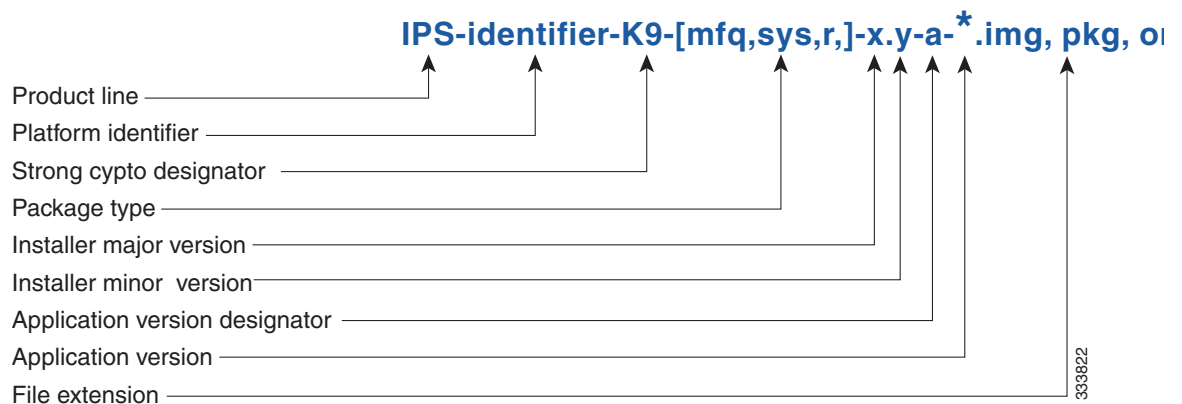 IPS-identifier-K9-[mfq,sys,r,]-x.y-a-*.img, pkg, or
Product line
Platform identifier
Strong cypto designator
Package type
Installer major version
Installer minor version
Application version designator
Application version
File extension
333822